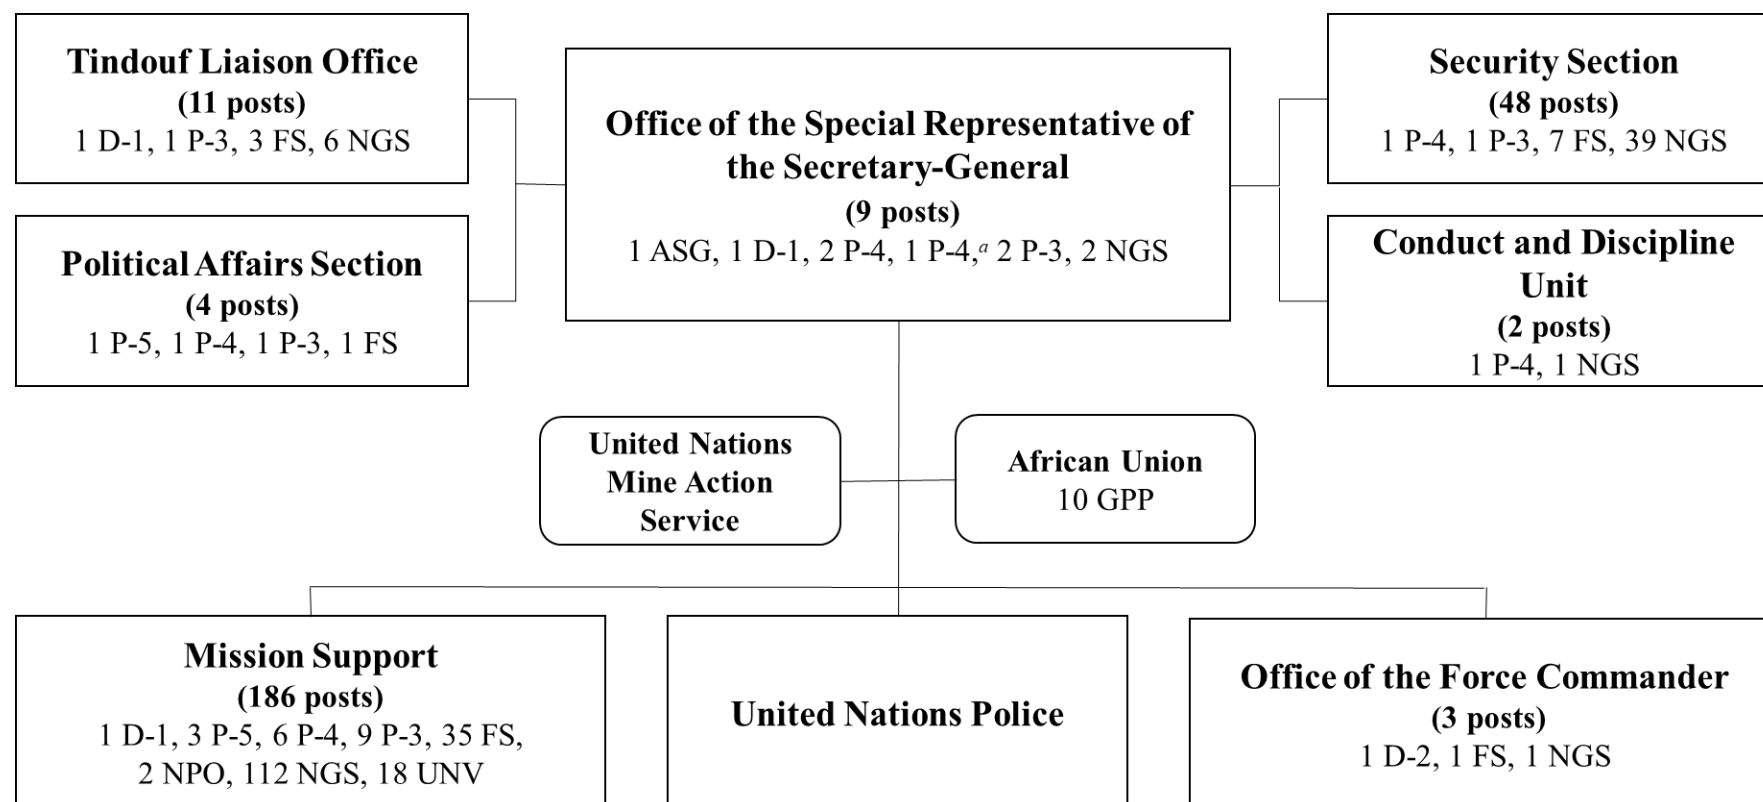 Tindouf Liaison Office
(11 posts)
1 D-1, 1 P-3, 3 FS, 6 NGS
Political Affairs Section
(4 posts)
1 P-5, 1 P-4, 1 P-3, 1 FS
Office of the Special Representative of
the Secretary-General
(9 posts)
1 ASG, 1 D-1, 2 P-4, 1 P-4,ᵃ 2 P-3, 2 NGS
Security Section
(48 posts)
1 P-4, 1 P-3, 7 FS, 39 NGS
Conduct and Discipline
Unit
(2 posts)
1 P-4, 1 NGS
United Nations
Mine Action
Service
African Union
10 GPP
Mission Support
(186 posts)
1 D-1, 3 P-5, 6 P-4, 9 P-3, 35 FS,
2 NPO, 112 NGS, 18 UNV
United Nations Police
Office of the Force Commander
(3 posts)
1 D-2, 1 FS, 1 NGS